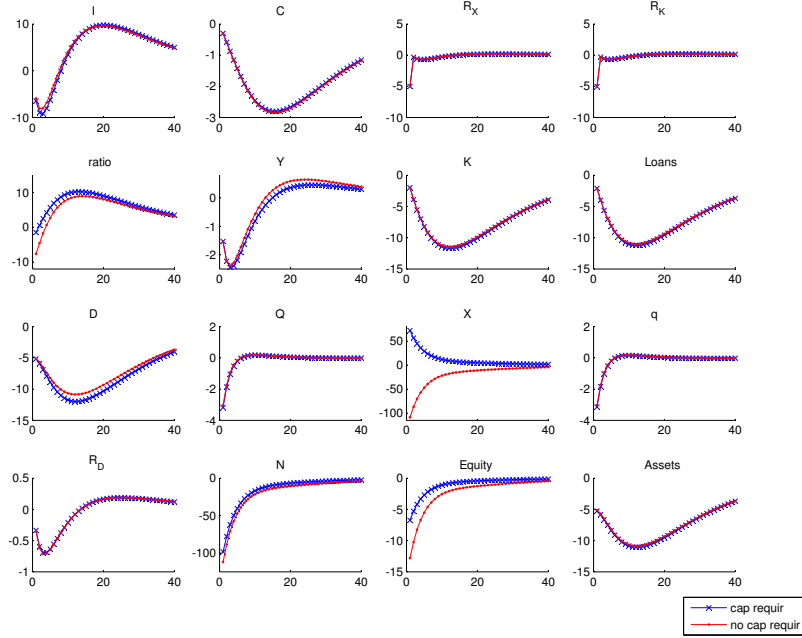 I C R_X R_K
10 0 -10 0 20 40
0 -1 -2 -3 0 20 40
5 0 -5 -10 0 20 40
5 0 -5 -10 0 20 40
ratio Y K Loans
10 0 -10 0 20 40
0 -1 -2 0 20 40
0 -5 -10 -15 0 20 40
0 -5 -10 -15 0 20 40
D Q X q
0 -5 -10 -15 0 20 40
2 0 -2 -4 0 20 40
50 0 -50 -100 0 20 40
2 0 -2 -4 0 20 40
R_D N Equity Assets
0.5 0 0.5 1 0 20 40
0 -50 -100 0 20 40
0 -5 -10 -15 0 20 40
0 -5 -10 -15 0 20 40
cap requir
no cap requir